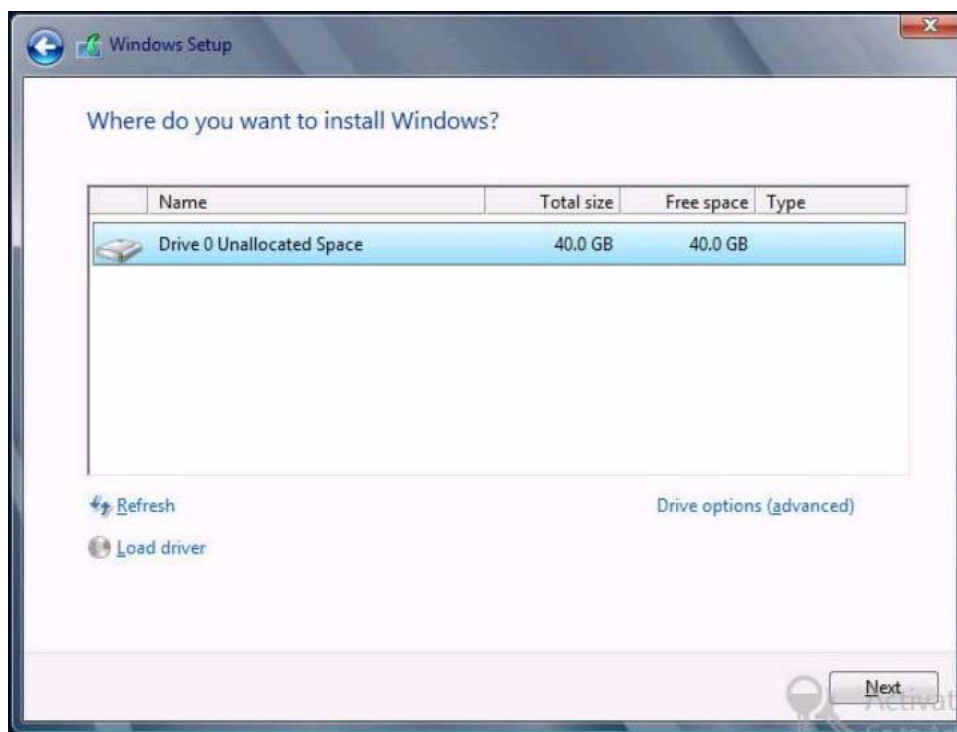 Windows Setup
Where do you want to install Windows?
Name Total size Free space Type
Drive 0 Unallocated Space 40.0 GB 40.0 GB
Refresh Drive options (advanced)
Load driver
Next